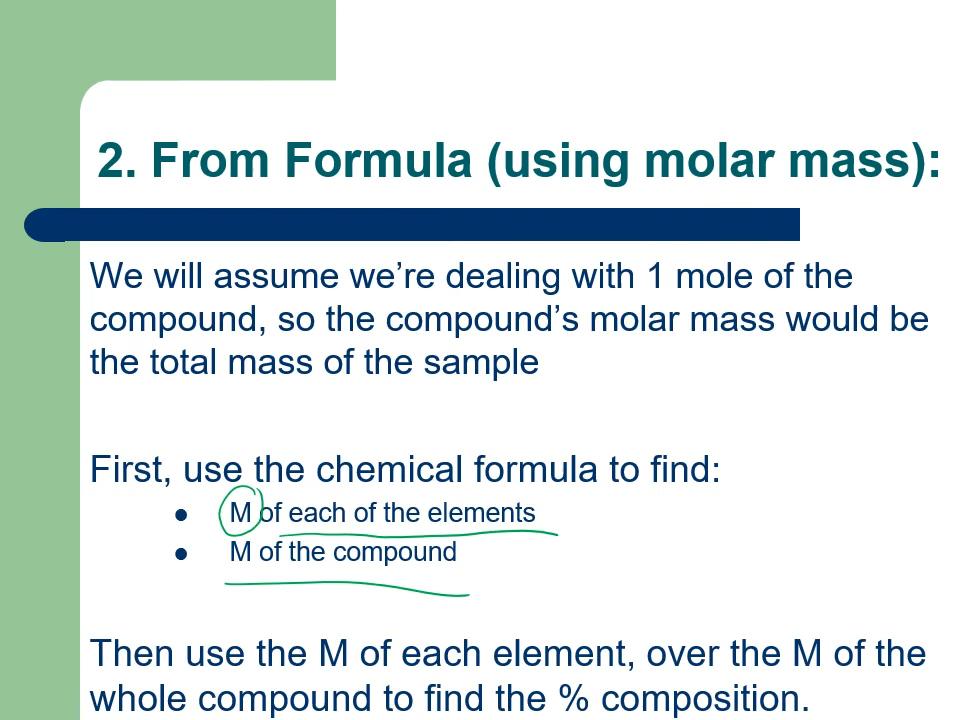 2. From Formula (using molar mass):
We will assume we’re dealing with 1 mole of the
compound, so the compound’s molar mass would be
the total mass of the sample
First, use the chemical formula to find:
● M of each of the elements
● M of the compound
Then use the M of each element, over the M of the
whole compound to find the % composition.